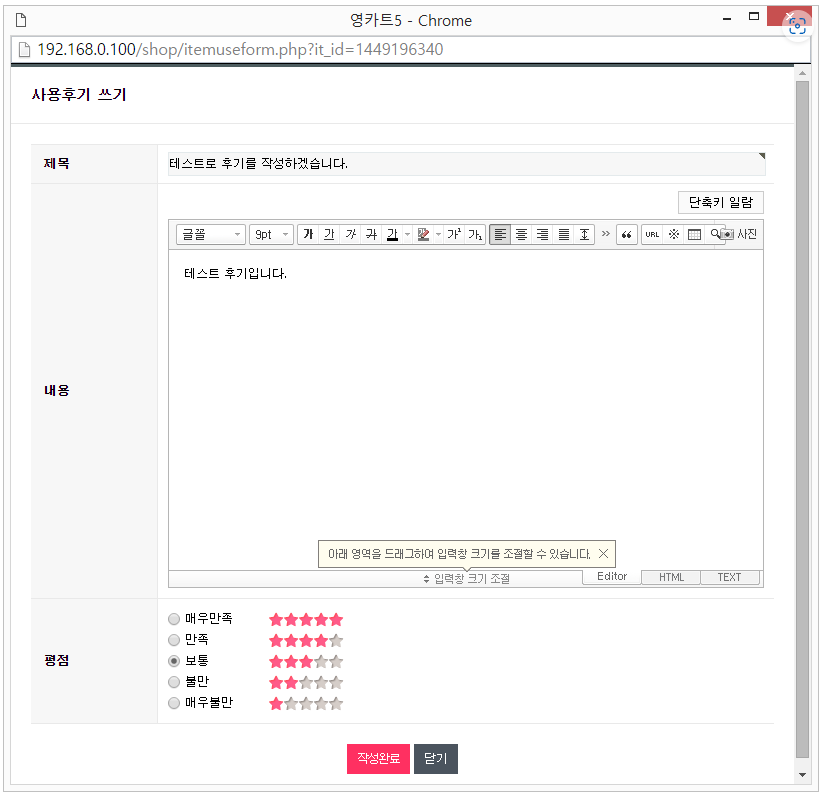 영카트5 - Chrome
192.168.0.100/shop/itemuseform.php?it_id=1449196340
사용후기 쓰기
제목
테스트로 후기를 작성하겠습니다.
단축키 일람
글꼴 9pt 가 가 가 가 가 가 가¹ 가₁ URL ※ 사진
테스트 후기입니다.
내용
아래 영역을 드래그하여 입력창 크기를 조절할 수 있습니다.
입력창 크기 조절 Editor HTML TEXT
평점
매우만족
만족
보통
불만
매우불만
작성완료 닫기